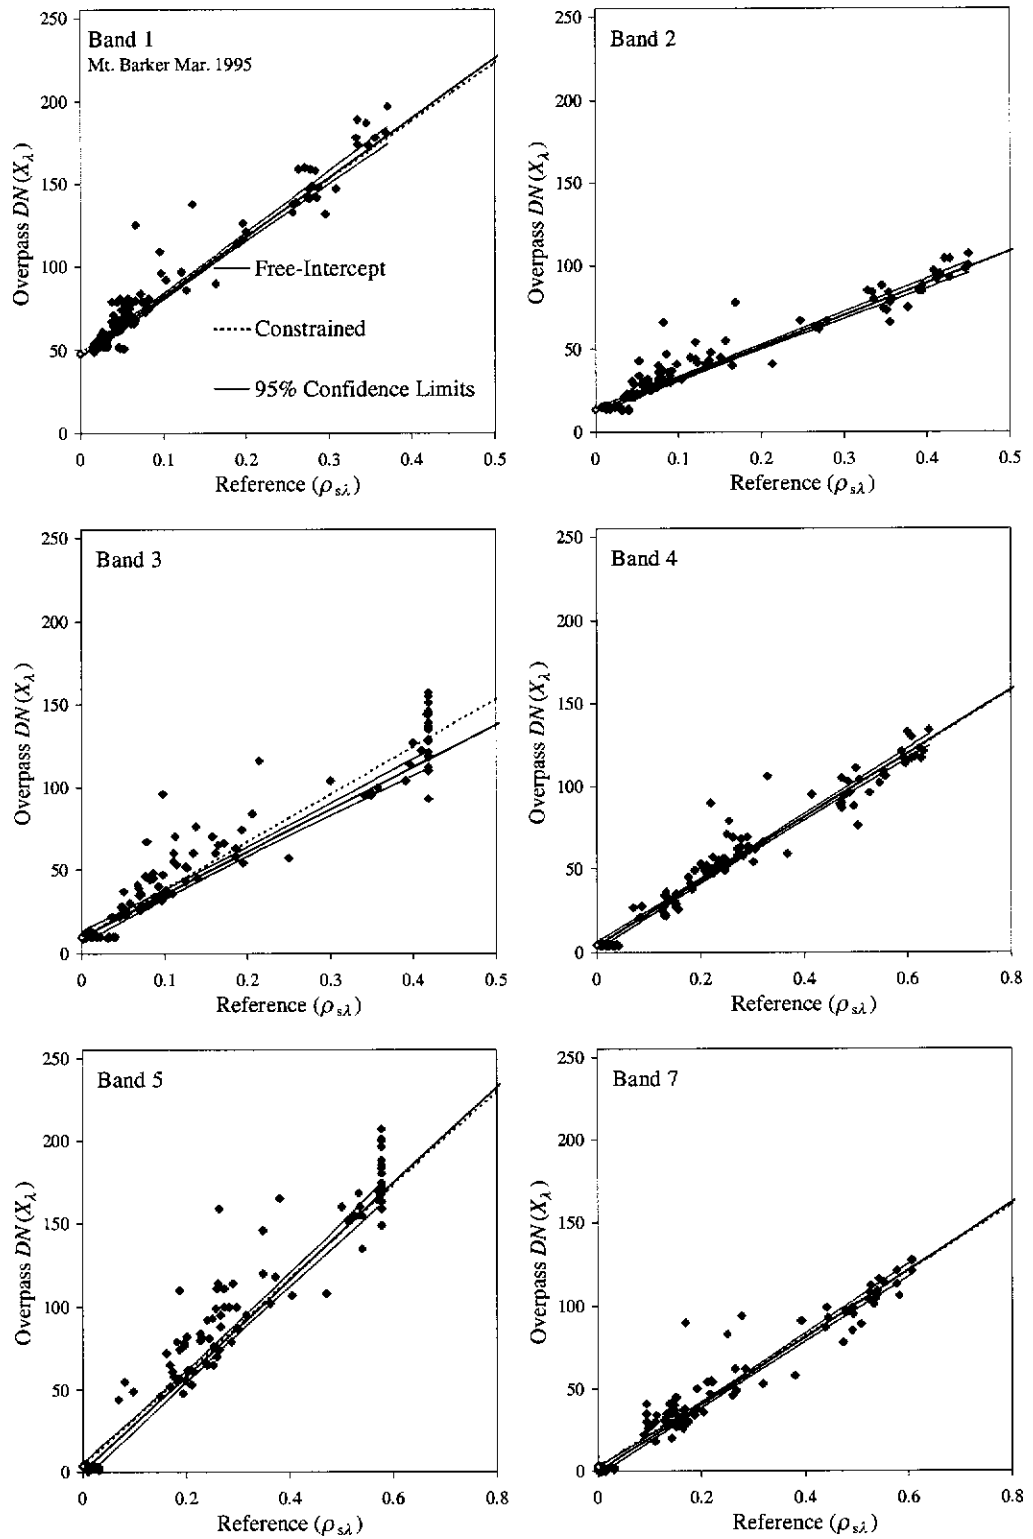 Band 1
Mt. Barker Mar. 1995
250
200
150
100
50
0
Overpass DN(Xλ)
Free-Intercept
Constrained
95% Confidence Limits
0 0.1 0.2 0.3 0.4 0.5
Reference (ρsλ)
Band 2
250
200
150
100
50
0
Overpass DN(Xλ)
0 0.1 0.2 0.3 0.4 0.5
Reference (ρsλ)
Band 3
250
200
150
100
50
0
Overpass DN(Xλ)
0 0.1 0.2 0.3 0.4 0.5
Reference (ρsλ)
Band 4
250
200
150
100
50
0
Overpass DN(Xλ)
0 0.2 0.4 0.6 0.8
Reference (ρsλ)
Band 5
250
200
150
100
50
0
Overpass DN(Xλ)
0 0.2 0.4 0.6 0.8
Reference (ρsλ)
Band 7
250
200
150
100
50
0
Overpass DN(Xλ)
0 0.2 0.4 0.6 0.8
Reference (ρsλ)